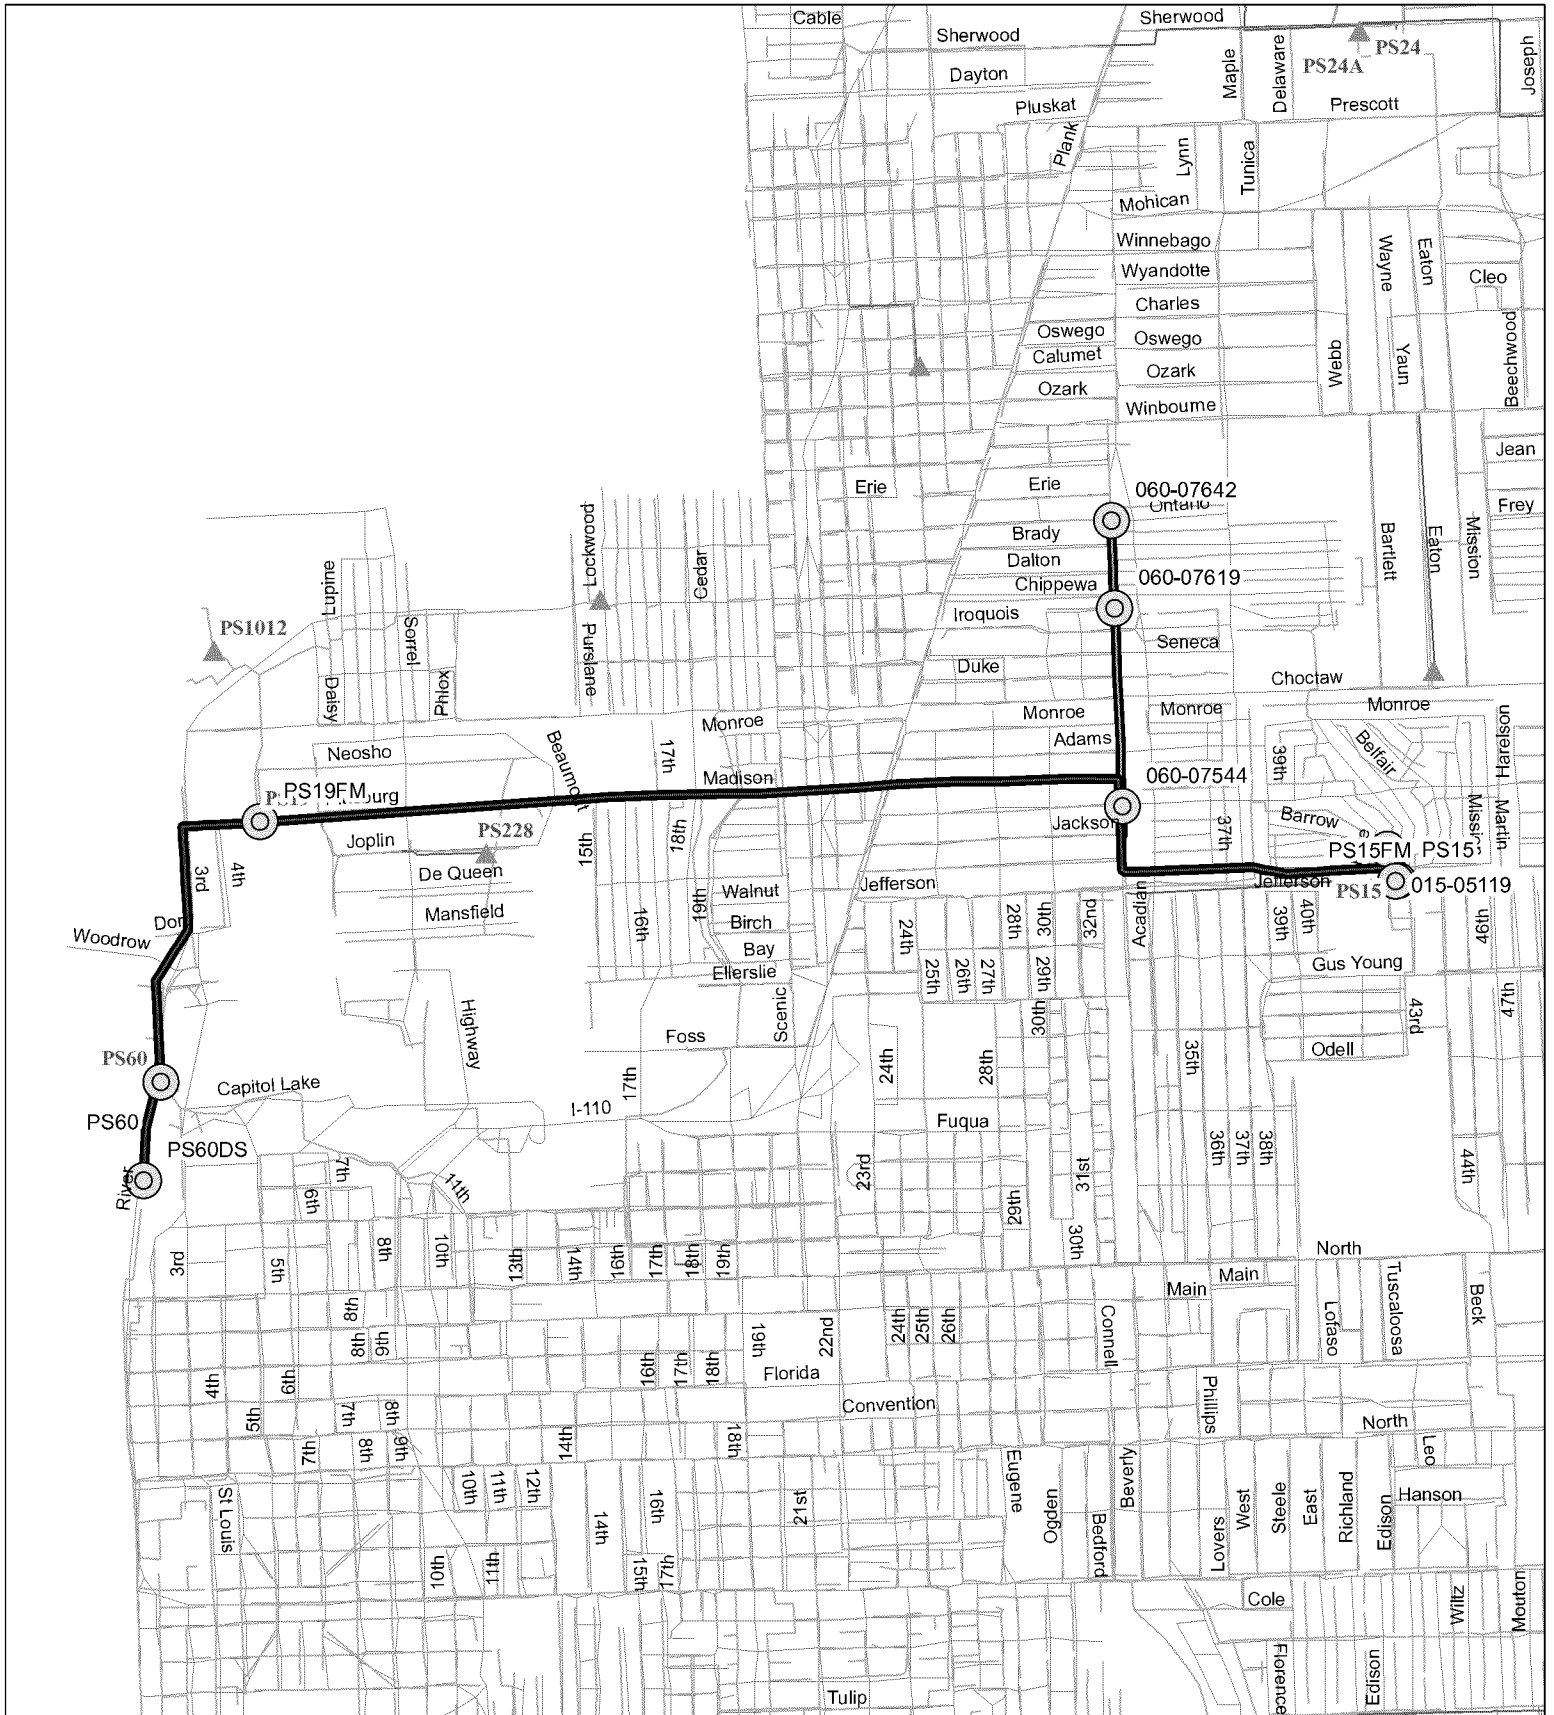 Cable
Sherwood
Sherwood
PS24
PS24A
Joseph
Dayton
Maple
Delaware
Pluskat
Prescott
Plank
Lynn
Tunica
Mohican
Winnebago
Wayne
Eaton
Wyandotte
Cleo
Charles
Oswego
Oswego
Webb
Yaun
Beechwood
Calumet
Ozark
Ozark
Winbourne
Jean
Erie
Erie
060-07642
Ontario
Frey
Lockwood
Brady
Bartlett
Eaton
Mission
Cedar
Dalton
Lupine
Chippewa
060-07619
Iroquois
PS1012
Sorrel
Purslane
Seneca
Duke
Choctaw
Daisy
Phlox
Monroe
Monroe
Monroe
Monroe
Harelson
Neosho
Beaumont
17th
Adams
Belfair
39th
Madison
060-07544
PS19FM
burg
Joplin
PS228
15th
18th
Jackson
37th
Barrow
Martin
PS15FM
PS15
3rd
4th
De Queen
Walnut
Jefferson
Jefferson
PS15
015-05119
Mansfield
16th
19th
Birch
24th
28th
30th
32nd
Acadian
39th
40th
46th
Woodrow
Bay
Ellerslie
25th
26th
27th
29th
Gus Young
Highway
Scenic
30th
43rd
47th
Foss
PS60
24th
28th
35th
Odell
Capitol Lake
17th
I-110
PS60
Fuqua
PS60DS
7th
36th
37th
38th
44th
River
6th
11th
23rd
29th
31st
3rd
5th
8th
10th
13th
14th
16th
17th
18th
19th
30th
North
Main
Main
Tuscaloosa
Beck
8th
Lofaso
8th
9th
19th
22nd
24th
25th
26th
Connell
4th
6th
16th
17th
18th
Florida
Convention
Phillips
5th
7th
8th
North
7th
8th
9th
14th
18th
Leo
St Louis
10th
11th
12th
Eugene
Beverly
16th
21st
Ogden
West
Steele
East
Richland
Hanson
14th
Bedford
Lovers
Edison
10th
11th
15th
17th
Cole
Wiltz
Mouton
Florence
Edison
Tulip